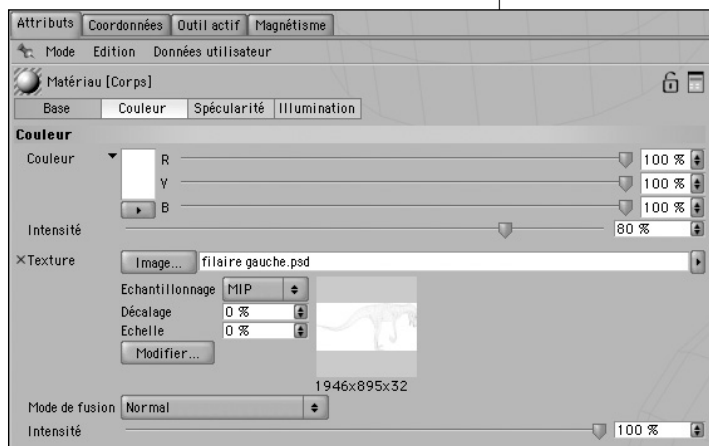 Attributs Coordonnées Outil actif Magnétisme
Mode Edition Données utilisateur
Matériau [Corps]
Base Couleur Spécularité Illumination
Couleur
Couleur R 100 %
V 100 %
B 100 %
Intensité 80 %
Texture Image... filaire gauche.psd
Echantillonnage MIP
Décalage 0 %
Echelle 0 %
Modifier...
1946x895x32
Mode de fusion Normal
Intensité 100 %